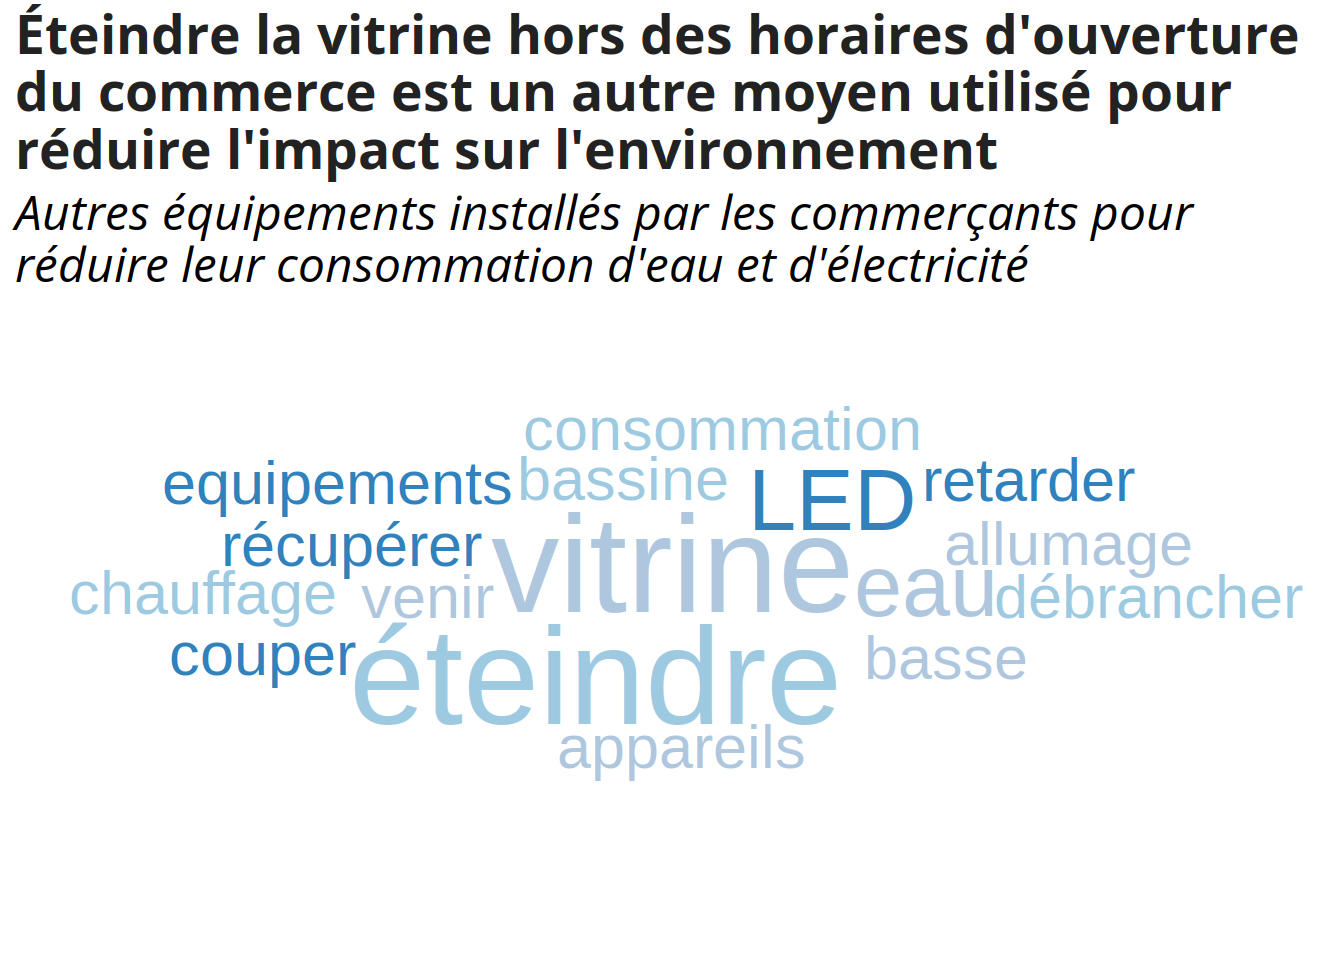 Éteindre la vitrine hors des horaires d'ouverture
du commerce est un autre moyen utilisé pour
réduire l'impact sur l'environnement
Autres équipements installés par les commerçants pour
réduire leur consommation d'eau et d'électricité
consommation
equipements bassine LED retarder
récupérer vitrine allumage
chauffage venir eau débrancher
couper éteindre basse
appareils